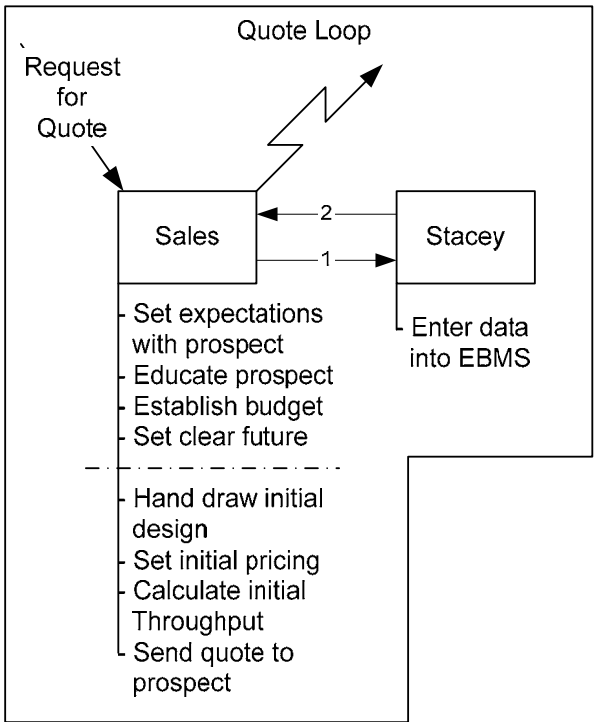 Quote Loop
Request
for
Quote
Sales
2
1
Stacey
- Set expectations
with prospect
- Educate prospect
- Establish budget
- Set clear future
- Enter data
into EBMS
- Hand draw initial
design
- Set initial pricing
- Calculate initial
Throughput
- Send quote to
prospect